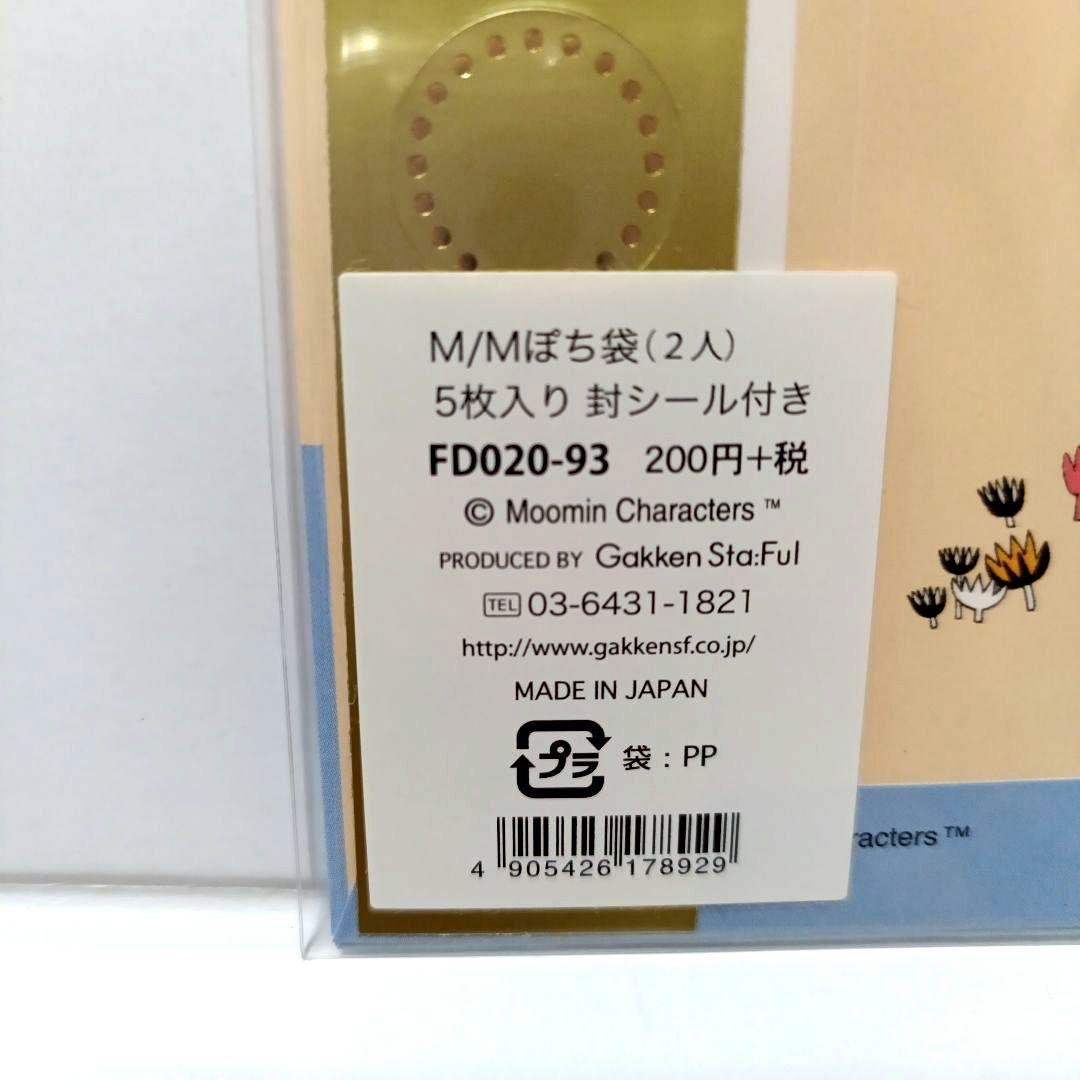 M/Mぽち袋(2人)
5枚入り 封シール付き
FD020-93 200円+税
© Moomin Characters ™
PRODUCED BY Gakken Sta:Ful
TEL 03-6431-1821
http://www.gakkensf.co.jp/
MADE IN JAPAN
プラ 袋:PP
4 905426 178929
racters ™